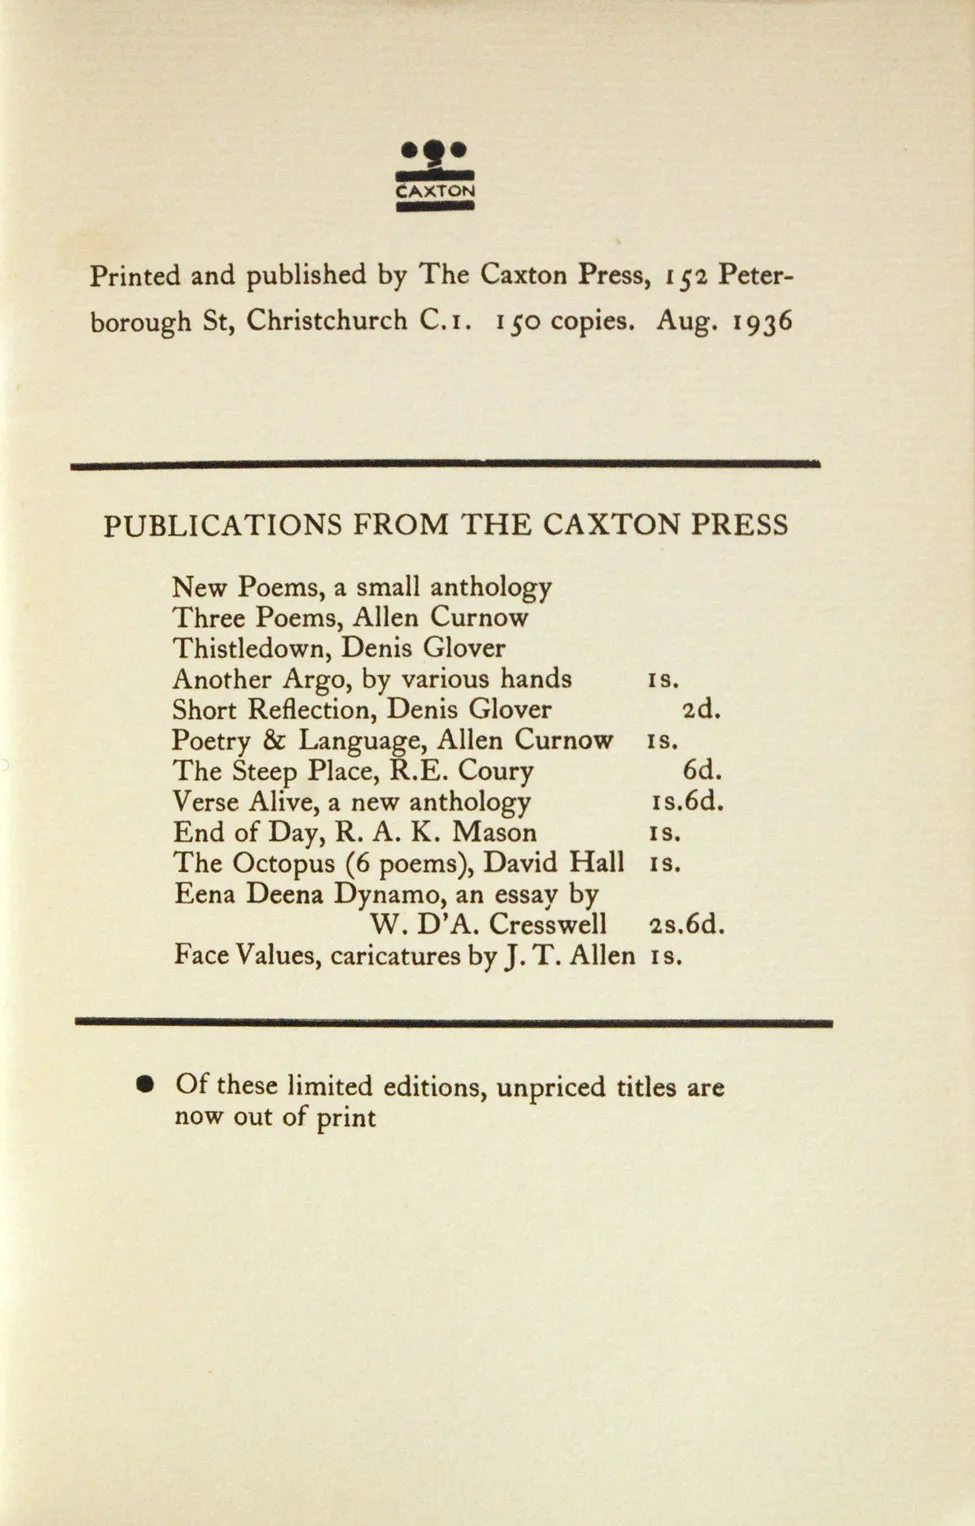 CAXTON
Printed and published by The Caxton Press, 152 Peter-
borough St, Christchurch C.1. 150 copies. Aug. 1936
PUBLICATIONS FROM THE CAXTON PRESS
New Poems, a small anthology
Three Poems, Allen Curnow
Thistledown, Denis Glover
Another Argo, by various hands 1s.
Short Reflection, Denis Glover 2d.
Poetry & Language, Allen Curnow 1s.
The Steep Place, R.E. Coury 6d.
Verse Alive, a new anthology 1s.6d.
End of Day, R. A. K. Mason 1s.
The Octopus (6 poems), David Hall 1s.
Eena Deena Dynamo, an essay by
W. D'A. Cresswell 2s.6d.
Face Values, caricatures by J. T. Allen 1s.
● Of these limited editions, unpriced titles are
now out of print